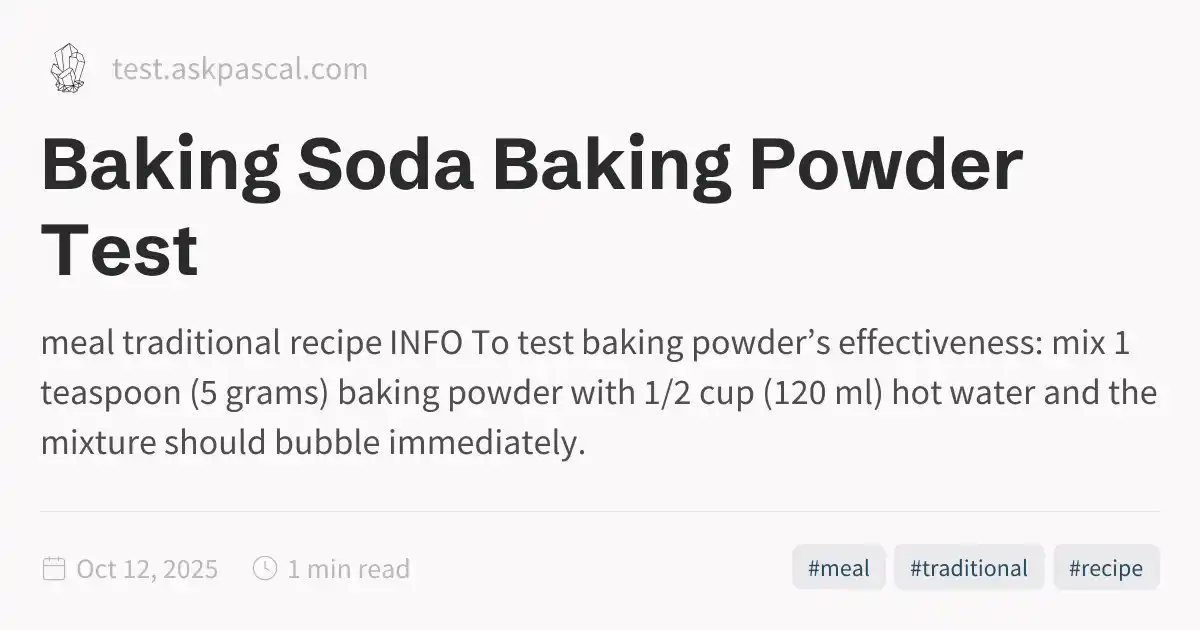 test.askpascal.com
Baking Soda Baking Powder
Test
meal traditional recipe INFO To test baking powder’s effectiveness: mix 1
teaspoon (5 grams) baking powder with 1/2 cup (120 ml) hot water and the
mixture should bubble immediately.
Oct 12, 2025 1 min read #meal #traditional #recipe